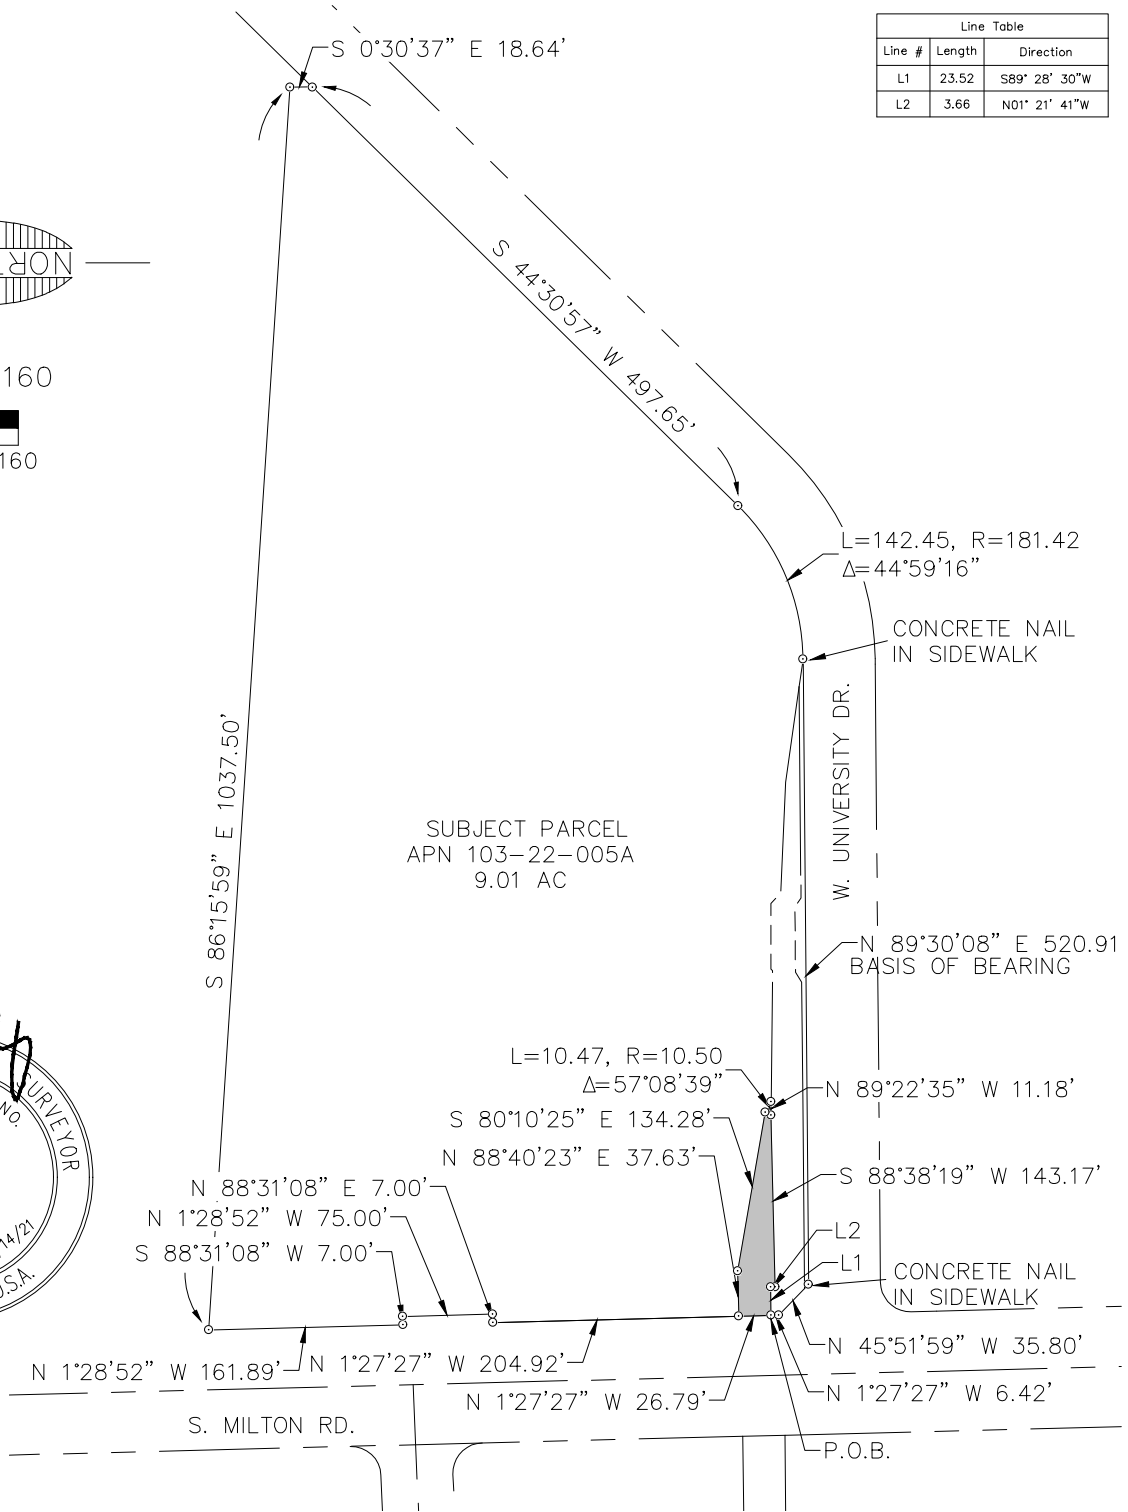 Line Table
Line # Length Direction
L1 23.52 S89° 28' 30"W
L2 3.66 N01° 21' 41"W
S 0°30'37" E 18.64'
NOR
160
160
S 44°30'57" W 497.65'
L=142.45, R=181.42
Δ=44°59'16"
CONCRETE NAIL
IN SIDEWALK
W. UNIVERSITY DR.
S 86°15'59" E 1037.50'
SUBJECT PARCEL
APN 103-22-005A
9.01 AC
N 89°30'08" E 520.91
BASIS OF BEARING
L=10.47, R=10.50
Δ=57°08'39"
N 89°22'35" W 11.18'
S 80°10'25" E 134.28'
N 88°40'23" E 37.63'
S 88°38'19" W 143.17'
N 88°31'08" E 7.00'
N 1°28'52" W 75.00'
S 88°31'08" W 7.00'
L2
L1
CONCRETE NAIL
IN SIDEWALK
N 45°51'59" W 35.80'
N 1°28'52" W 161.89'
N 1°27'27" W 204.92'
N 1°27'27" W 26.79'
N 1°27'27" W 6.42'
S. MILTON RD.
P.O.B.
SURVEYOR
NO.
14/21
U.S.A.